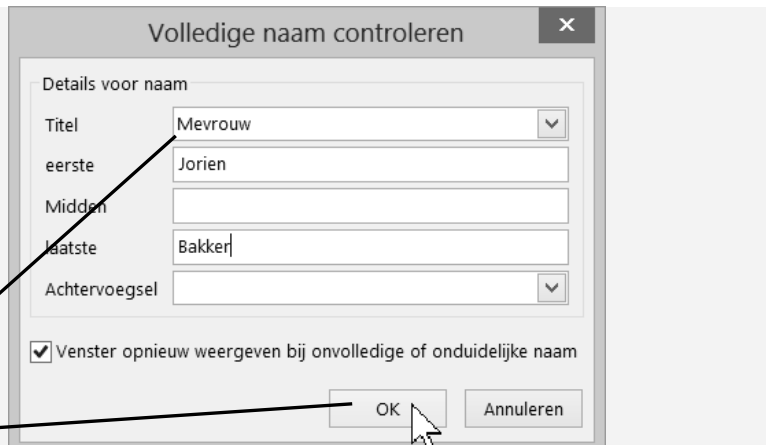 Volledige naam controleren
Details voor naam
Titel Mevrouw
eerste Jorien
Midden
laatste Bakker
Achtervoegsel
Venster opnieuw weergeven bij onvolledige of onduidelijke naam
OK Annuleren